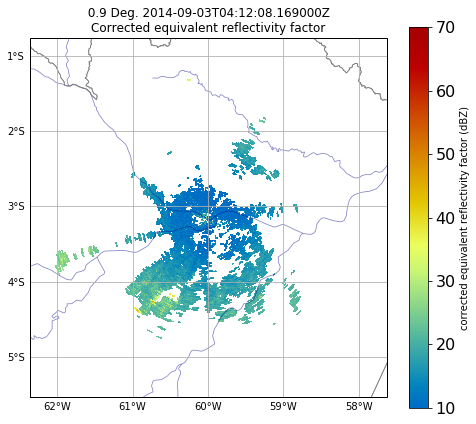 0.9 Deg. 2014-09-03T04:12:08.169000Z
Corrected equivalent reflectivity factor
1°S
2°S
3°S
4°S
5°S
62°W
61°W
60°W
59°W
58°W
70
60
50
40
30
20
10
corrected equivalent reflectivity factor (dBZ)